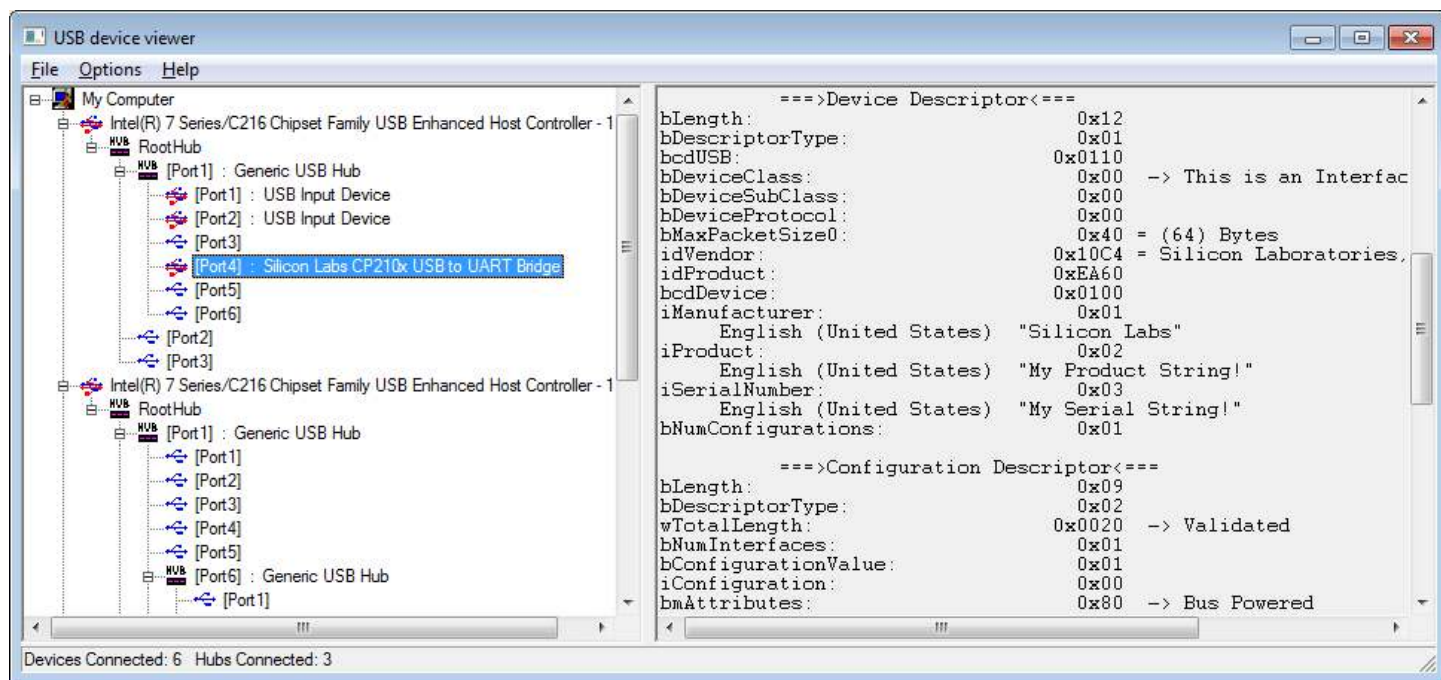 USB device viewer
File Options Help
My Computer
Intel(R) 7 Series/C216 Chipset Family USB Enhanced Host Controller - 1
HUB RootHub
HUB [Port1] : Generic USB Hub
[Port1] : USB Input Device
[Port2] : USB Input Device
[Port3]
[Port4] : Silicon Labs CP210x USB to UART Bridge
[Port5]
[Port6]
[Port2]
[Port3]
Intel(R) 7 Series/C216 Chipset Family USB Enhanced Host Controller - 1
HUB RootHub
HUB [Port1] : Generic USB Hub
[Port1]
[Port2]
[Port3]
[Port4]
[Port5]
HUB [Port6] : Generic USB Hub
[Port1]
===>Device Descriptor<===
bLength: 0x12
bDescriptorType: 0x01
bcdUSB: 0x0110
bDeviceClass: 0x00 -> This is an Interfac
bDeviceSubClass: 0x00
bDeviceProtocol: 0x00
bMaxPacketSize0: 0x40 = (64) Bytes
idVendor: 0x10C4 = Silicon Laboratories,
idProduct: 0xEA60
bcdDevice: 0x0100
iManufacturer: 0x01
English (United States) "Silicon Labs"
iProduct: 0x02
English (United States) "My Product String!"
iSerialNumber: 0x03
English (United States) "My Serial String!"
bNumConfigurations: 0x01
===>Configuration Descriptor<===
bLength: 0x09
bDescriptorType: 0x02
wTotalLength: 0x0020 -> Validated
bNumInterfaces: 0x01
bConfigurationValue: 0x01
iConfiguration: 0x00
bmAttributes: 0x80 -> Bus Powered
Devices Connected: 6 Hubs Connected: 3